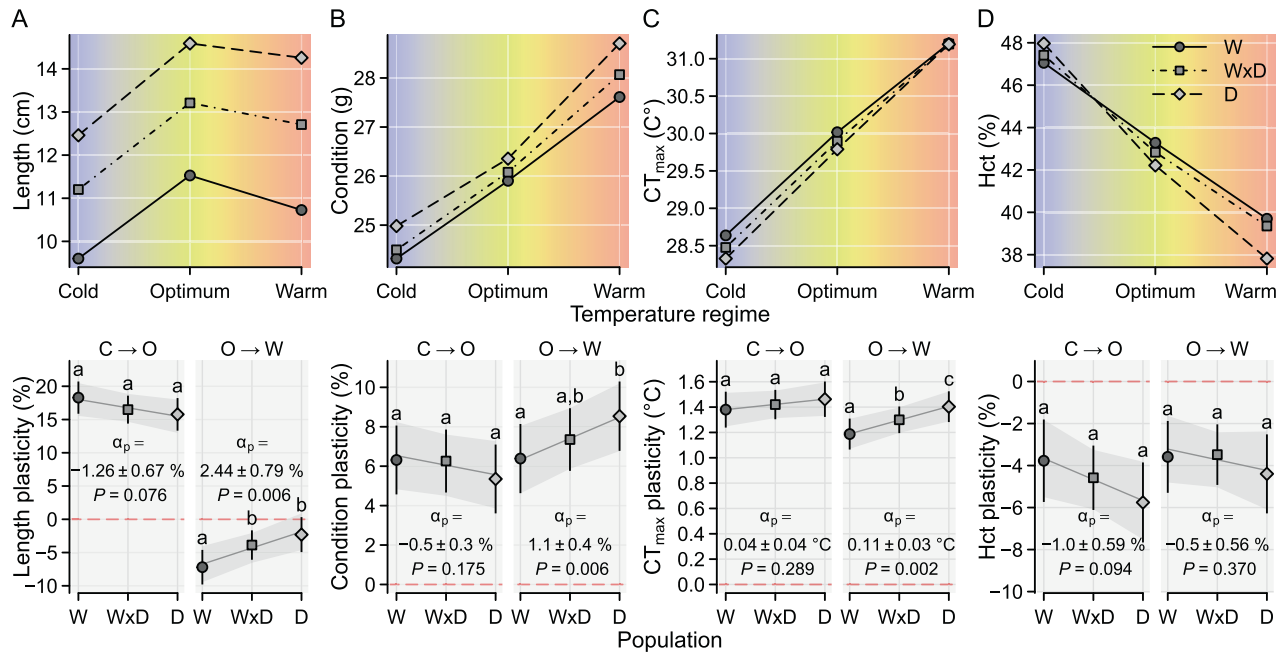 A
B
C
D
Length (cm)
14
13
12
11
10
Cold
Optimum
Warm
Condition (g)
28
27
26
25
Cold
Optimum
Warm
CTmax (C°)
31.0
30.5
30.0
29.5
29.0
28.5
Cold
Optimum
Warm
Hct (%)
48
46
44
42
40
38
W
WxD
D
Cold
Optimum
Warm
Temperature regime
Length plasticity (%)
20
15
10
5
0
−5
−10
C → O
a
a
a
αp =
−1.26 ± 0.67 %
P = 0.076
W
WxD
D
O → W
αp =
2.44 ± 0.79 %
P = 0.006
a
b
b
W
WxD
D
Condition plasticity (%)
10
8
6
4
2
0
C → O
a
a
a
αp =
−0.5 ± 0.3 %
P = 0.175
W
WxD
D
O → W
a
a,b
b
αp =
1.1 ± 0.4 %
P = 0.006
W
WxD
D
CTmax plasticity (°C)
1.6
1.4
1.2
1.0
0.8
0.6
0.4
0.2
0.0
C → O
a
a
a
αp =
0.04 ± 0.04 °C
P = 0.289
W
WxD
D
O → W
a
b
c
αp =
0.11 ± 0.03 °C
P = 0.002
W
WxD
D
Hct plasticity (%)
0
−2
−4
−6
−8
−10
C → O
a
a
a
αp =
−1.0 ± 0.59 %
P = 0.094
W
WxD
D
O → W
a
a
a
αp =
−0.5 ± 0.56 %
P = 0.370
W
WxD
D
Population